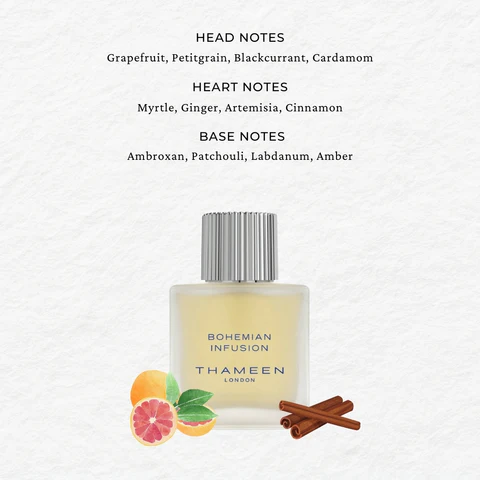 HEAD NOTES
Grapefruit, Petitgrain, Blackcurrant, Cardamom
HEART NOTES
Myrtle, Ginger, Artemisia, Cinnamon
BASE NOTES
Ambroxan, Patchouli, Labdanum, Amber
BOHEMIAN
INFUSION
THAMEEN
LONDON